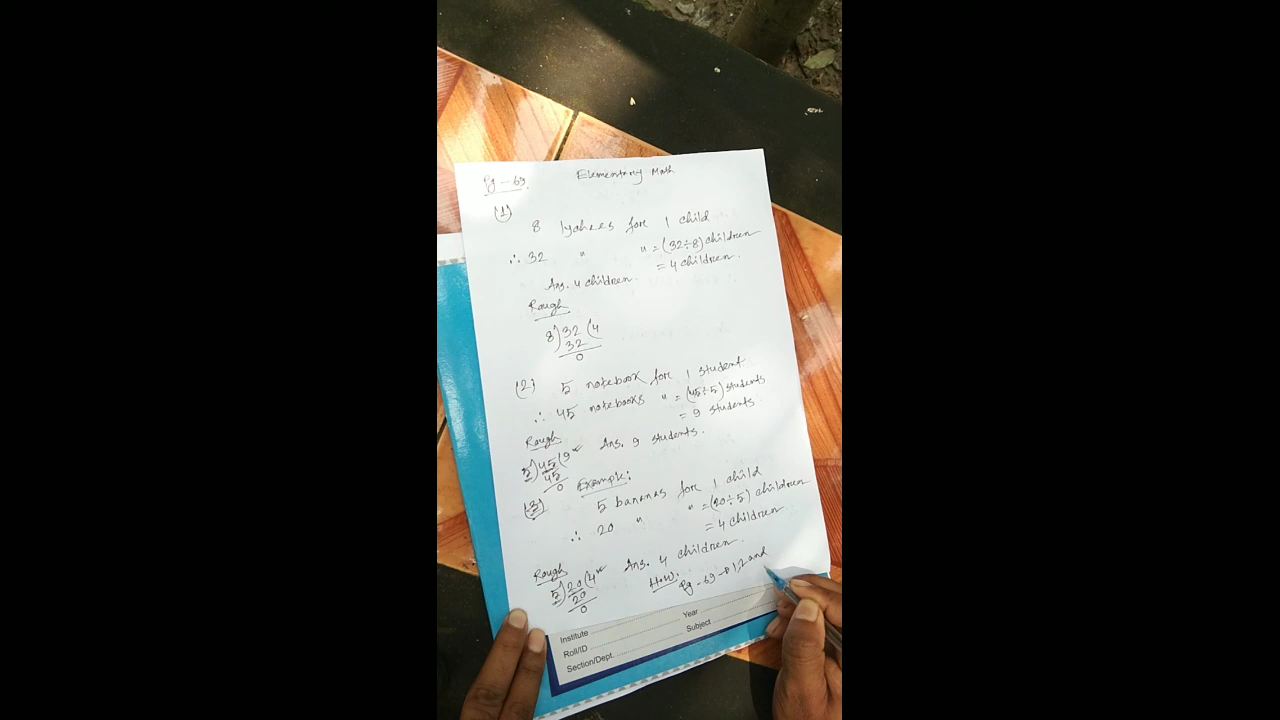 Pg - 69.
Elementary Math
(1)
8 lychees for 1 child
∴ 32 " " = (32÷8) children
= 4 children.
Ans. 4 children.
Rough
8)32(4
32
0
(2) 5 notebook for 1 student
∴ 45 notebooks " = (45÷5) students
= 9 students
Rough
Ans. 9 students.
5)45(9
45
0
(3) Example:
5 bananas for 1 child
∴ 20 " " = (20÷5) children
= 4 children
Rough
Ans. 4 children.
5)20(4
20
0
H.W.
Pg - 69 - 1,2 and
Institute
Year
Roll/ID
Subject
Section/Dept.